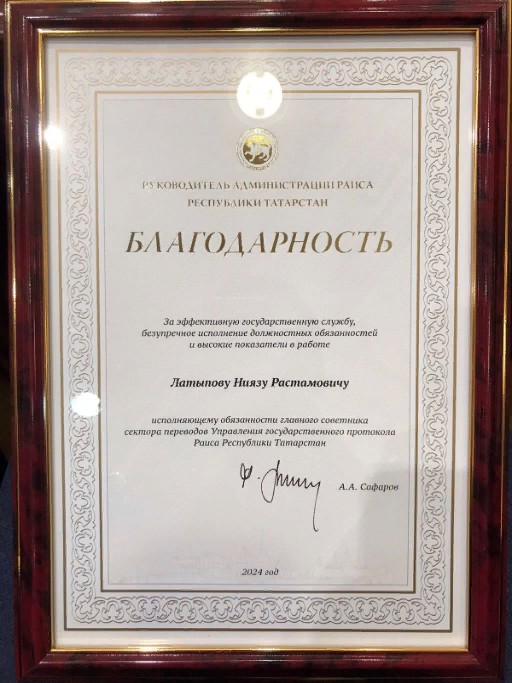 РУКОВОДИТЕЛЬ АДМИНИСТРАЦИИ РАИСА
РЕСПУБЛИКИ ТАТАРСТАН
БЛАГОДАРНОСТЬ
За эффективную государственную службу,
безупречное исполнение должностных обязанностей
и высокие показатели в работе
Латыпову Ниязу Растамовичу
исполняющему обязанности главного советника
сектора переводов Управления государственного протокола
Раиса Республики Татарстан
А.А. Сафаров
2024 год